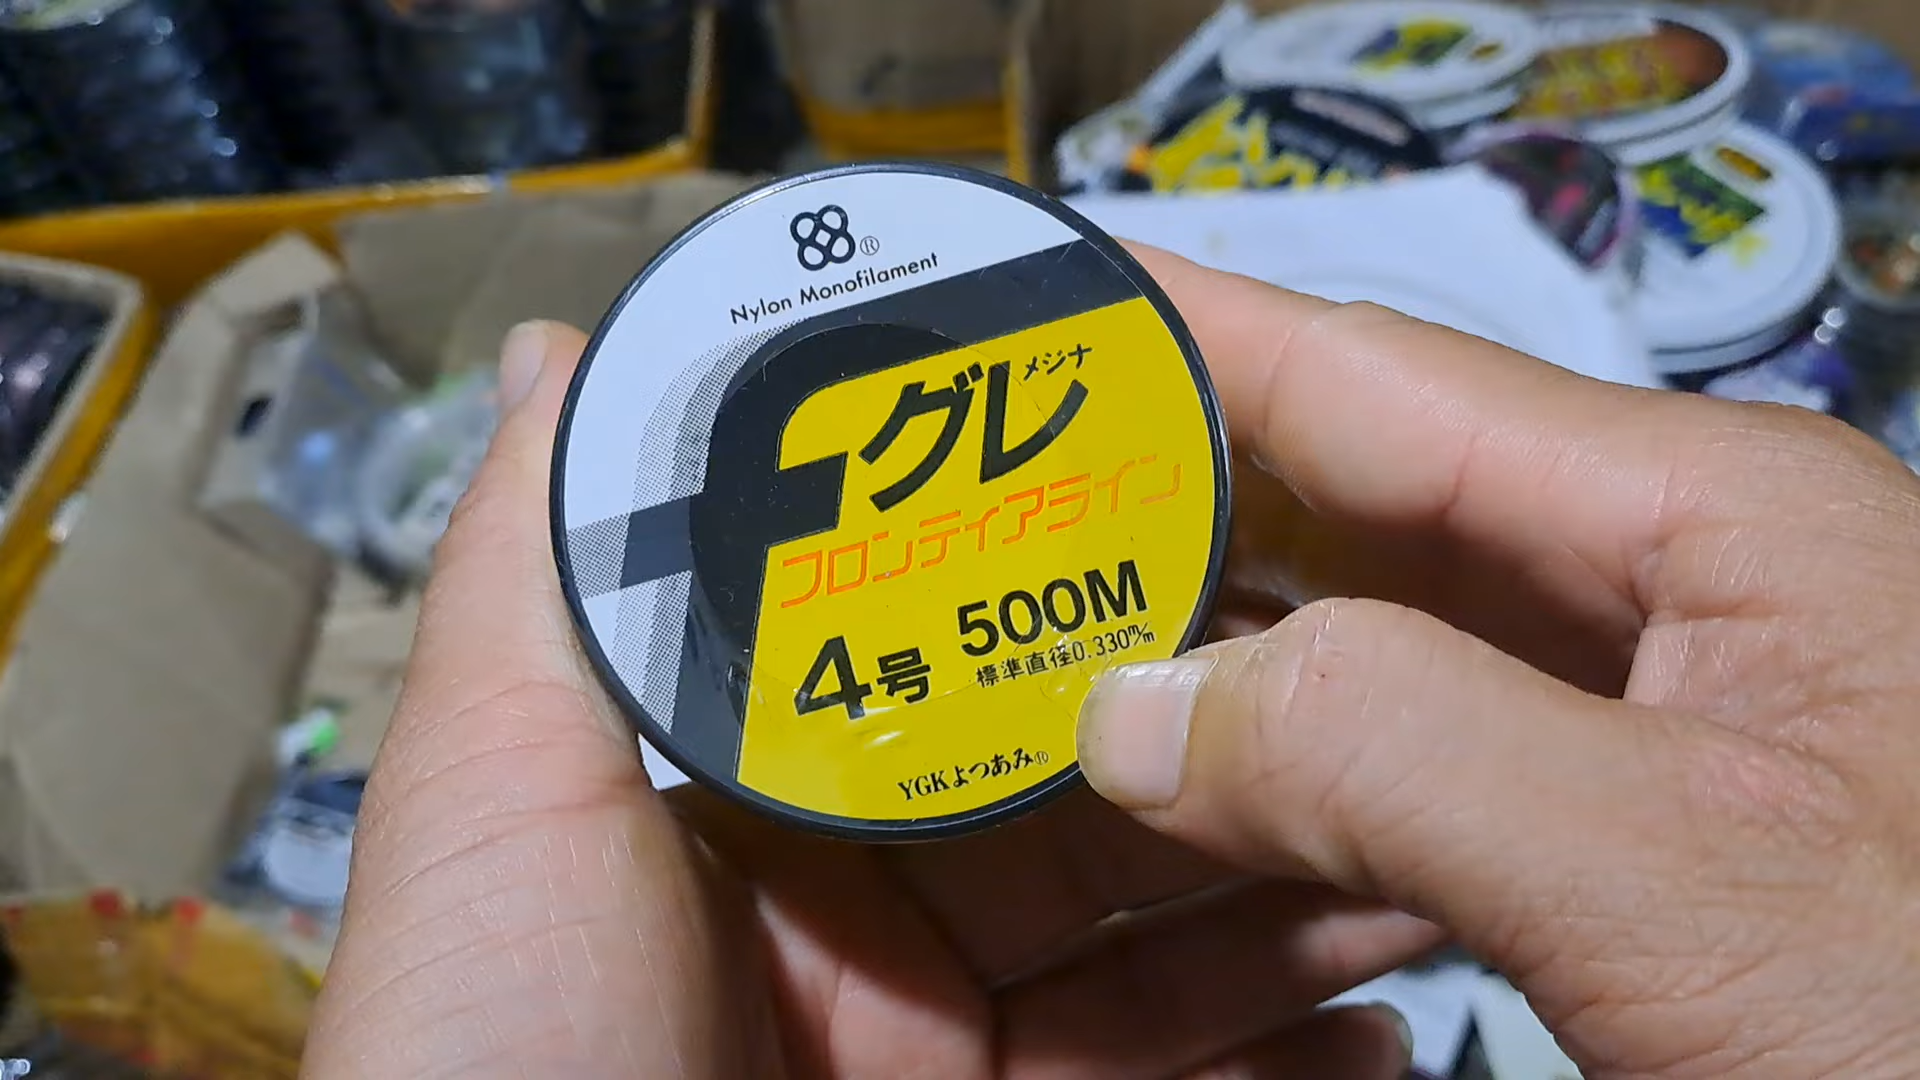 ®
Nylon Monofilament
グレ メジナ
フロンティアライン
4号 500M
標準直径0.330㎜
YGKよつあみ®